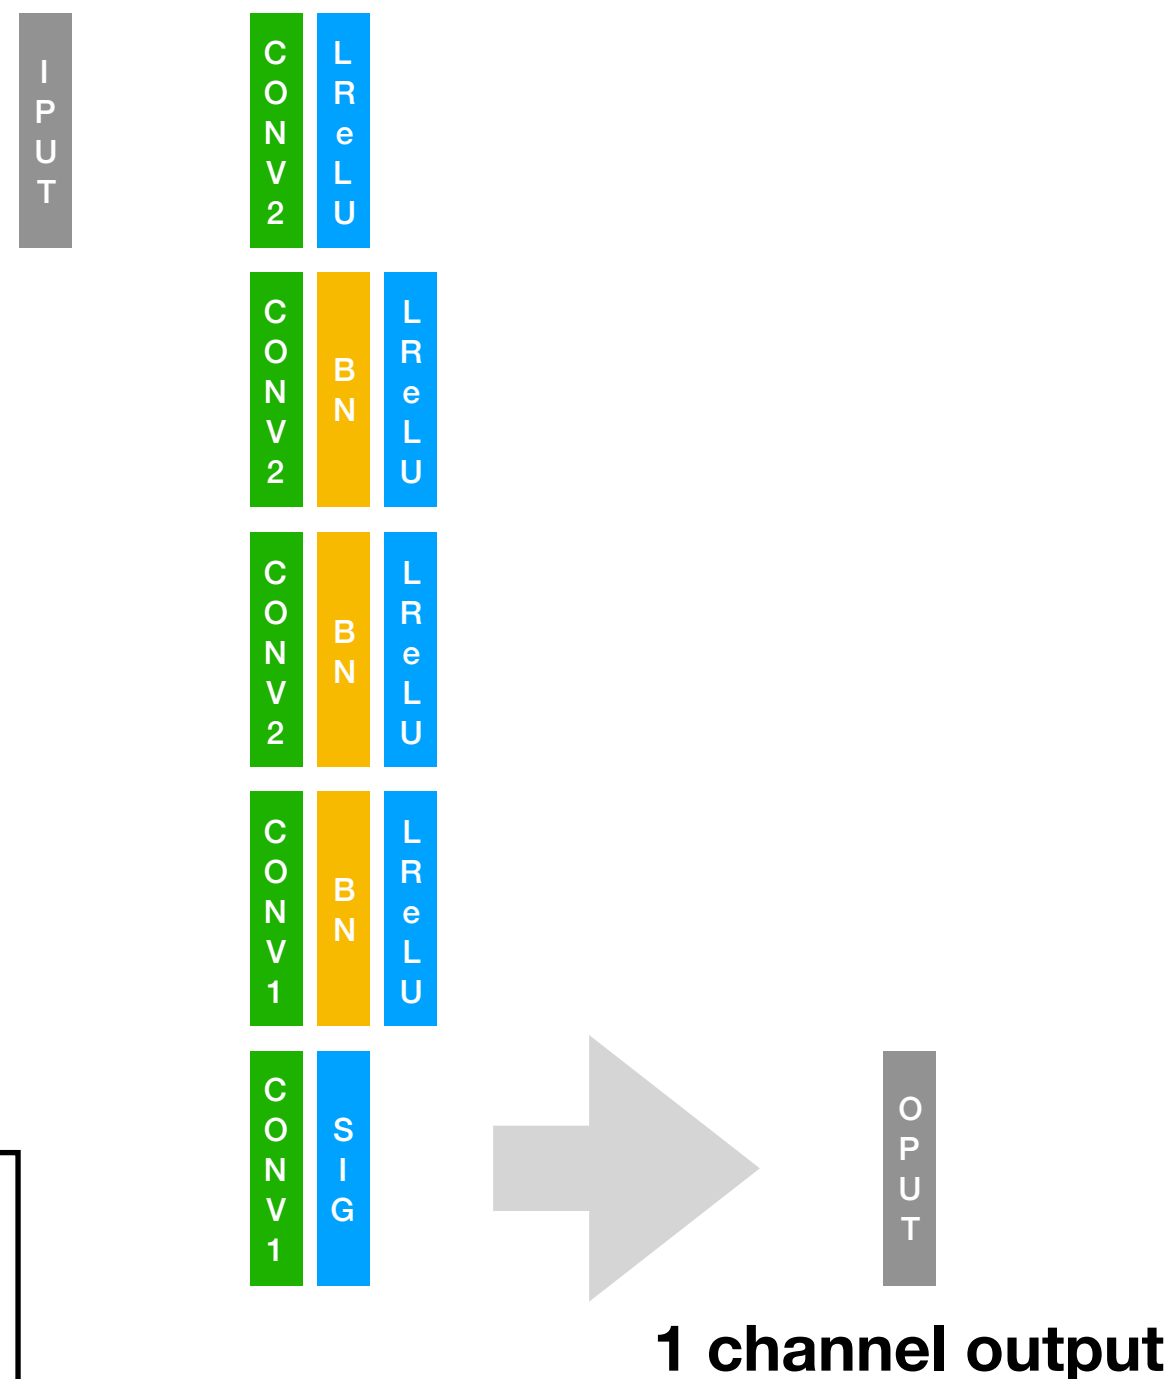 IPUT
CONV2
LReLU
CONV2
BN
LReLU
CONV2
BN
LReLU
CONV1
BN
LReLU
CONV1
SIG
OPUT
1 channel output